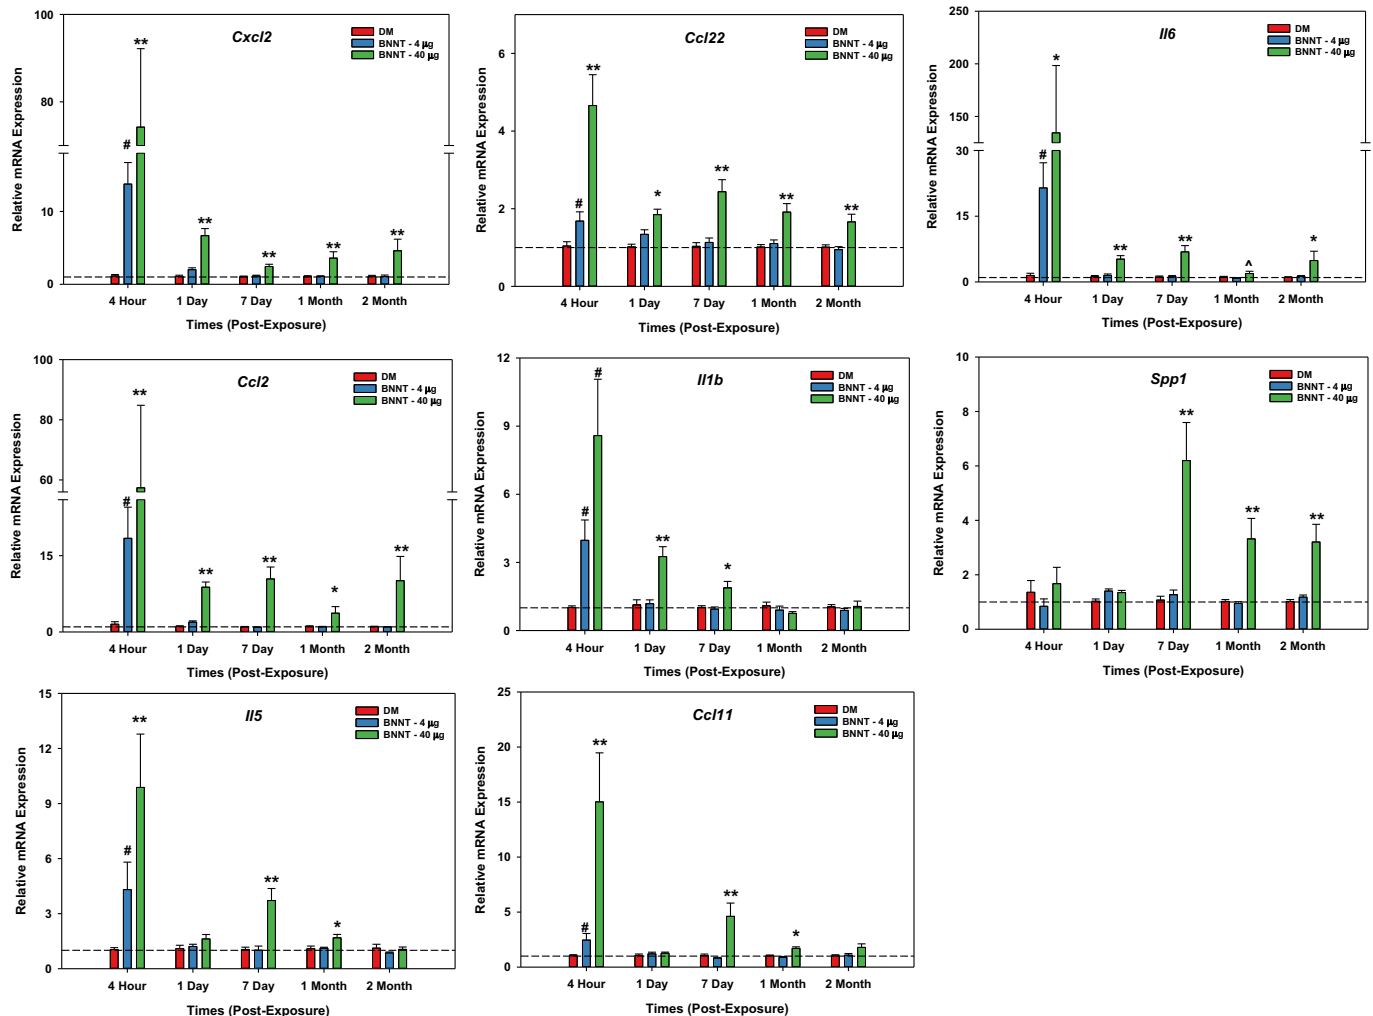 Cxcl2
DM
BNNT - 4 µg
BNNT - 40 µg
Relative mRNA Expression
100
80
10
0
**
#
**
**
**
**
4 Hour 1 Day 7 Day 1 Month 2 Month
Times (Post-Exposure)
Ccl22
DM
BNNT - 4 µg
BNNT - 40 µg
Relative mRNA Expression
6
4
2
0
**
#
*
**
**
**
4 Hour 1 Day 7 Day 1 Month 2 Month
Times (Post-Exposure)
Il6
DM
BNNT - 4 µg
BNNT - 40 µg
Relative mRNA Expression
250
200
150
30
15
0
*
#
**
**
^
*
4 Hour 1 Day 7 Day 1 Month 2 Month
Times (Post-Exposure)
Ccl2
DM
BNNT - 4 µg
BNNT - 40 µg
Relative mRNA Expression
100
80
60
15
0
**
#
**
**
*
**
4 Hour 1 Day 7 Day 1 Month 2 Month
Times (Post-Exposure)
Il1b
DM
BNNT - 4 µg
BNNT - 40 µg
Relative mRNA Expression
12
9
6
3
0
#
#
**
*
4 Hour 1 Day 7 Day 1 Month 2 Month
Times (Post-Exposure)
Spp1
DM
BNNT - 4 µg
BNNT - 40 µg
Relative mRNA Expression
10
8
6
4
2
0
**
**
**
4 Hour 1 Day 7 Day 1 Month 2 Month
Times (Post-Exposure)
Il5
DM
BNNT - 4 µg
BNNT - 40 µg
Relative mRNA Expression
15
12
9
6
3
0
**
#
**
*
4 Hour 1 Day 7 Day 1 Month 2 Month
Times (Post-Exposure)
Ccl11
DM
BNNT - 4 µg
BNNT - 40 µg
Relative mRNA Expression
25
20
15
10
5
0
**
#
**
*
4 Hour 1 Day 7 Day 1 Month 2 Month
Times (Post-Exposure)